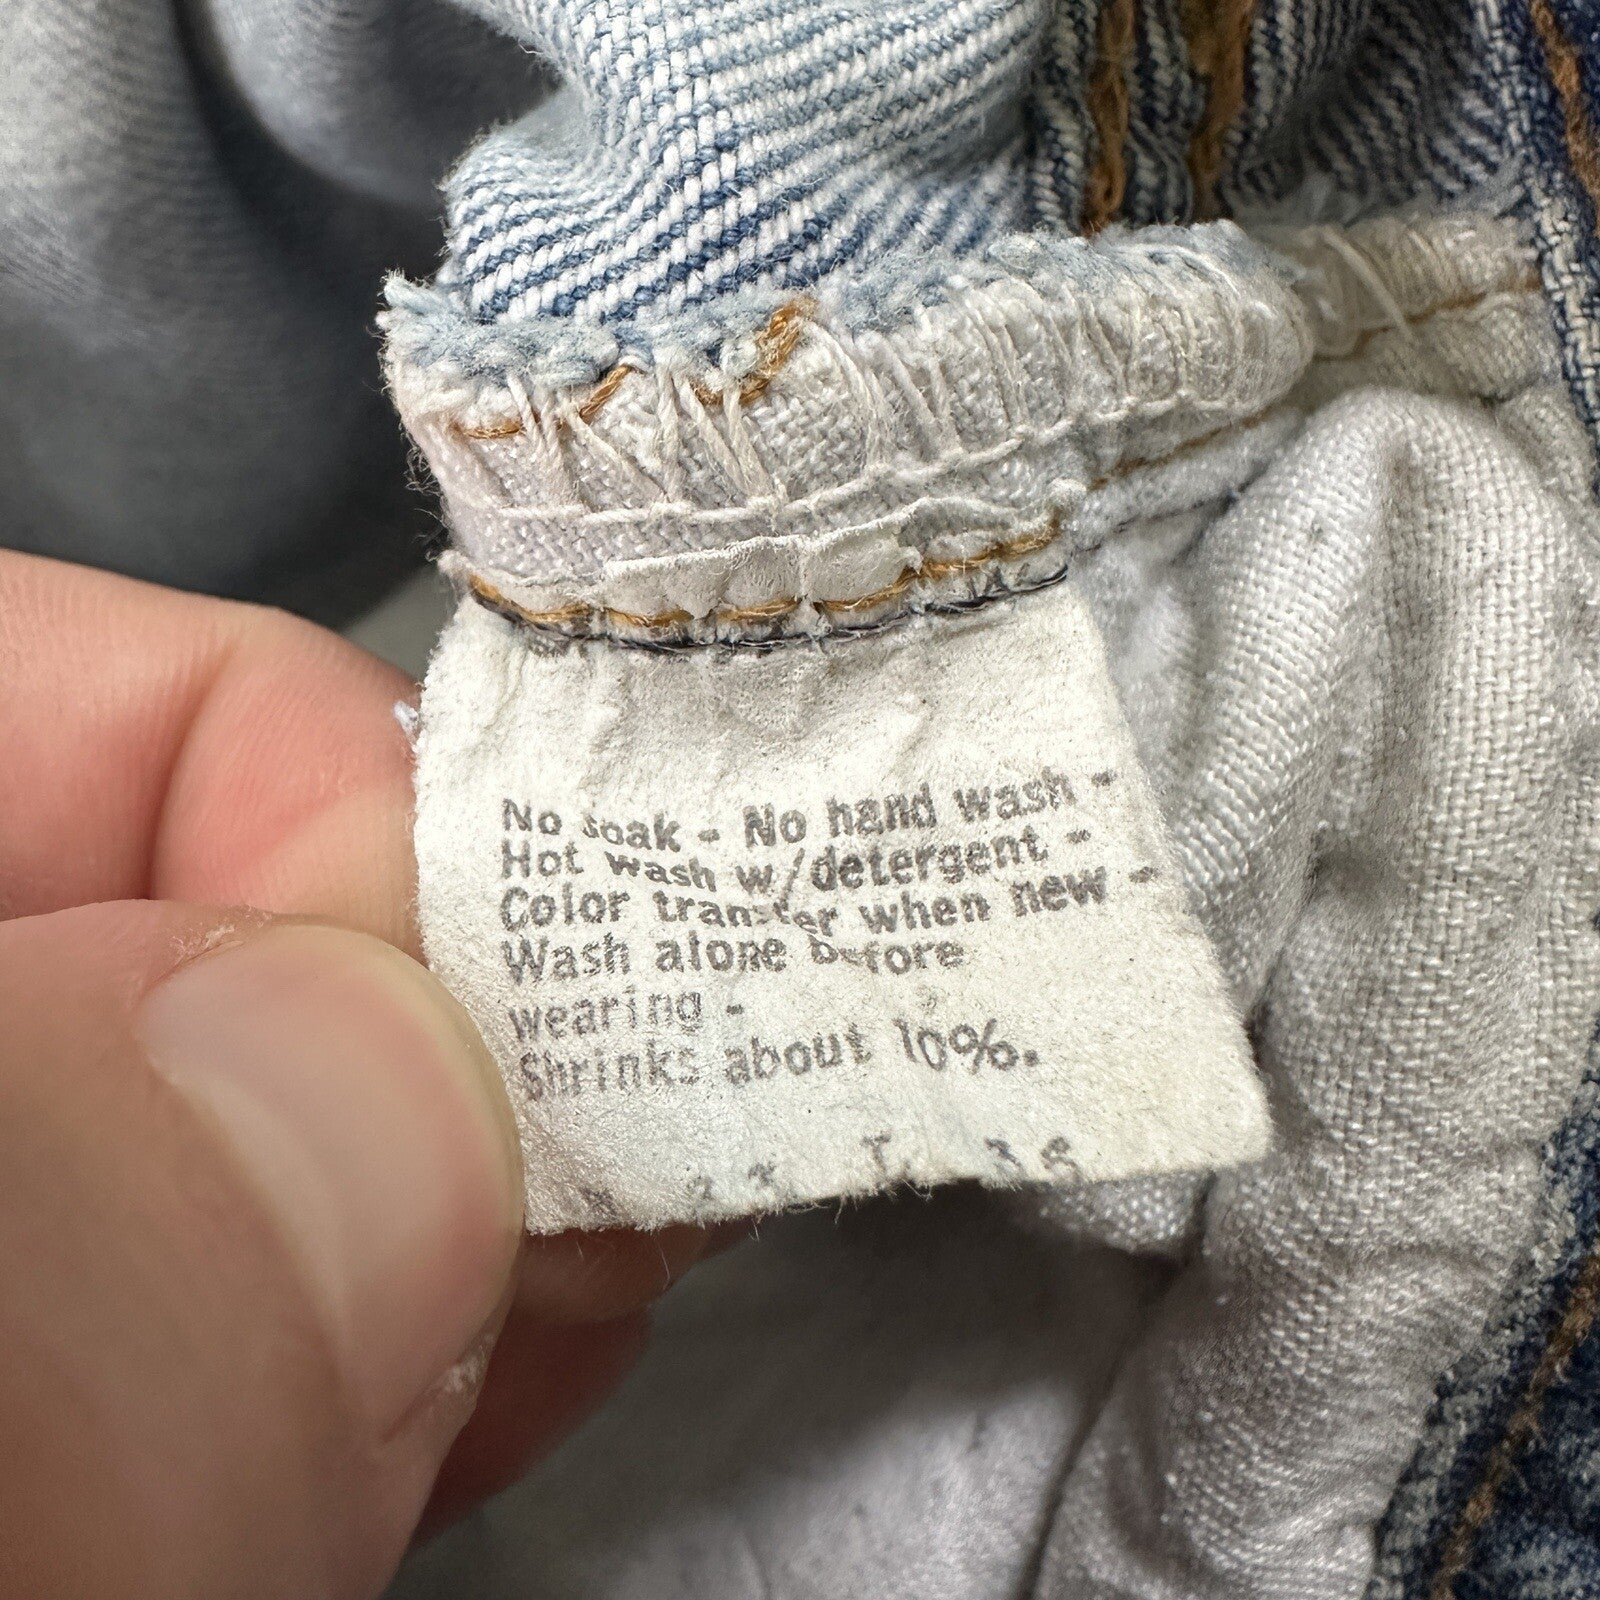 No soak - No hand wash -
Hot wash w/detergent -
Color transfer when new -
Wash alone before
wearing -
Shrinks about 10%.